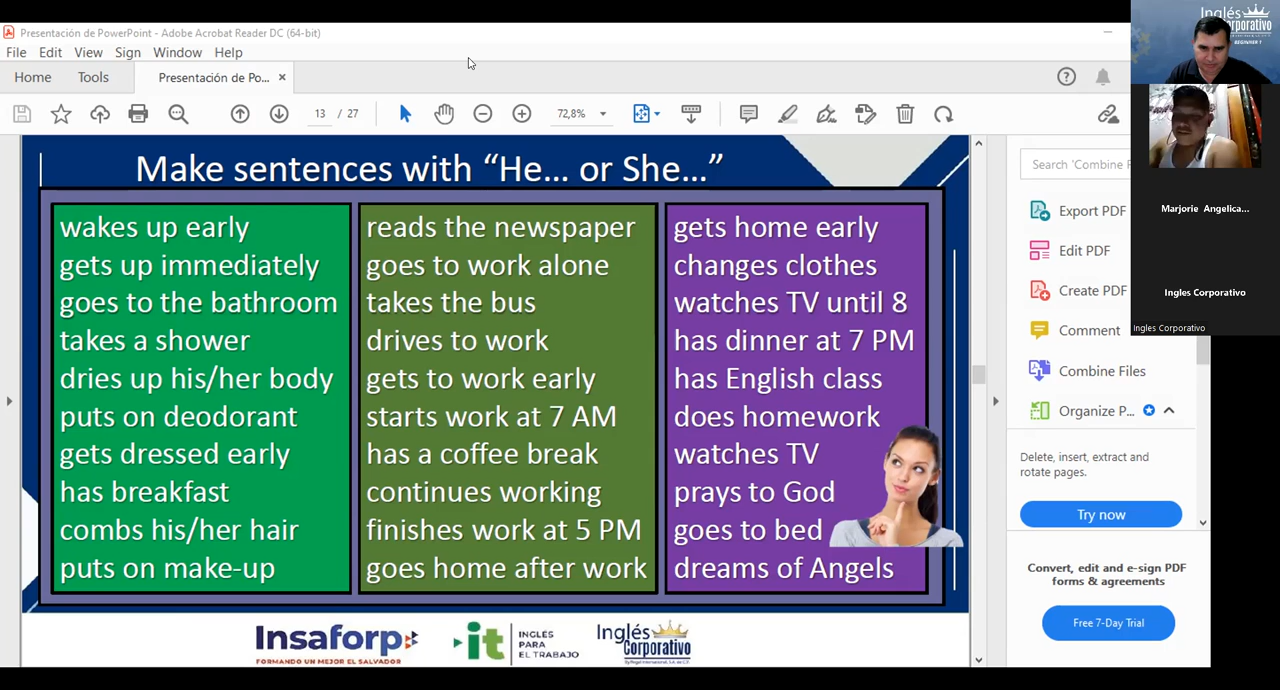 Presentación de PowerPoint - Adobe Acrobat Reader DC (64-bit)
File Edit View Sign Window Help
Home Tools Presentación de Po... ×
13 / 27 72,8%
Make sentences with “He... or She...”
wakes up early
gets up immediately
goes to the bathroom
takes a shower
dries up his/her body
puts on deodorant
gets dressed early
has breakfast
combs his/her hair
puts on make-up
reads the newspaper
goes to work alone
takes the bus
drives to work
gets to work early
starts work at 7 AM
has a coffee break
continues working
finishes work at 5 PM
goes home after work
gets home early
changes clothes
watches TV until 8
has dinner at 7 PM
has English class
does homework
watches TV
prays to God
goes to bed
dreams of Angels
Insaforp
FORMANDO UN MEJOR EL SALVADOR
it
INGLÉS
PARA
EL TRABAJO
Inglés
Corporativo
Search 'Combine F
Export PDF
Edit PDF
Create PDF
Comment
Combine Files
Organize P...
Delete, insert, extract and
rotate pages.
Try now
Convert, edit and e-sign PDF
forms & agreements
Free 7-Day Trial
Inglés
Corporativo
BEGINNER 1
Marjorie Angelica...
Ingles Corporativo
Ingles Corporativo